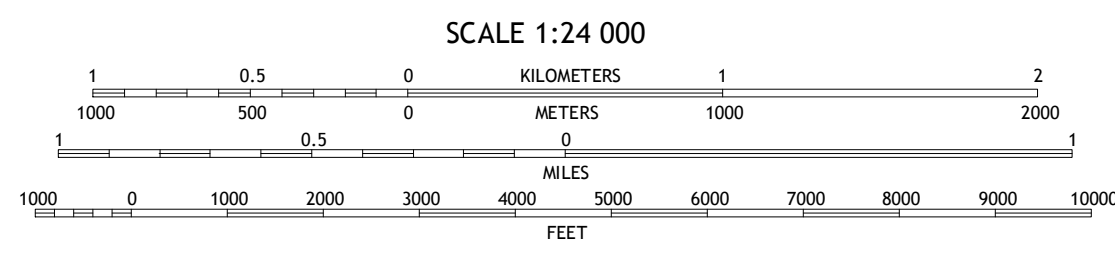 SCALE 1:24 000
1 0.5 0 KILOMETERS 1 2
1000 500 0 METERS 1000 2000
1 0.5 0 1
MILES
1000 0 1000 2000 3000 4000 5000 6000 7000 8000 9000 10000
FEET